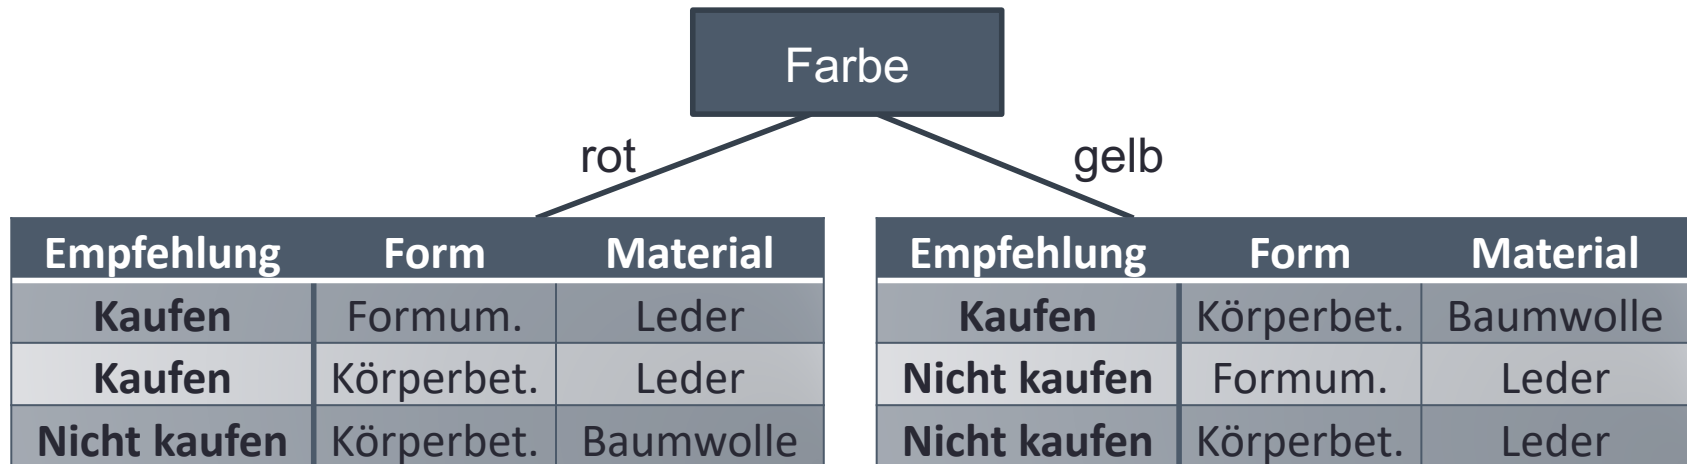 Farbe
rot
gelb
Empfehlung Form Material
Kaufen Formum. Leder
Kaufen Körperbet. Leder
Nicht kaufen Körperbet. Baumwolle
Empfehlung Form Material
Kaufen Körperbet. Baumwolle
Nicht kaufen Formum. Leder
Nicht kaufen Körperbet. Leder